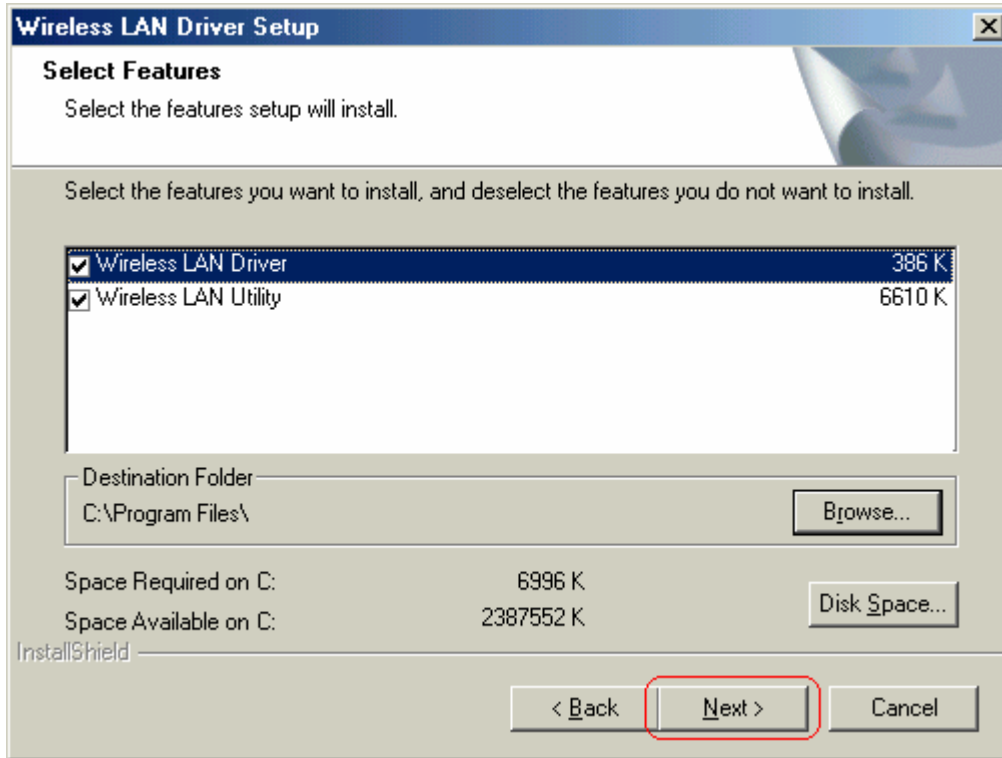 Wireless LAN Driver Setup
Select Features
Select the features setup will install.
Select the features you want to install, and deselect the features you do not want to install.
Wireless LAN Driver 386 K
Wireless LAN Utility 6610 K
Destination Folder
C:\Program Files\ Browse...
Space Required on C: 6996 K
Space Available on C: 2387552 K
Disk Space...
InstallShield
< Back Next > Cancel